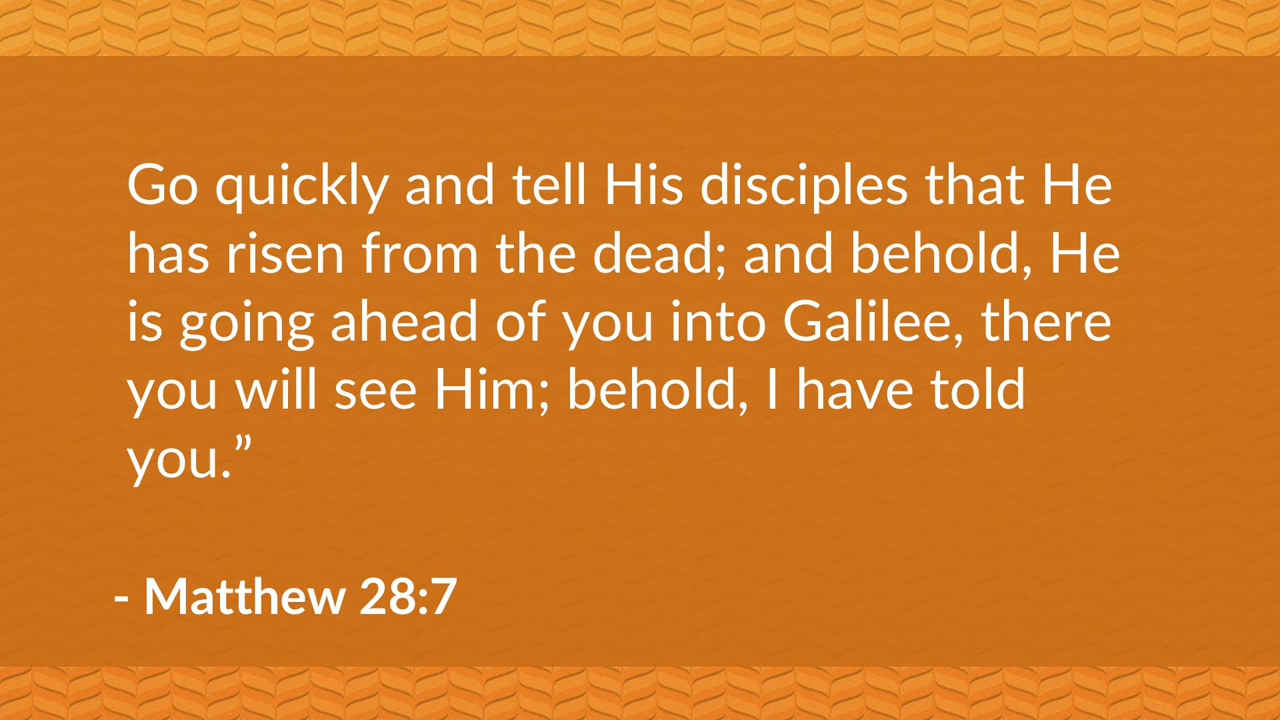 Go quickly and tell His disciples that He
has risen from the dead; and behold, He
is going ahead of you into Galilee, there
you will see Him; behold, I have told
you.”
- Matthew 28:7